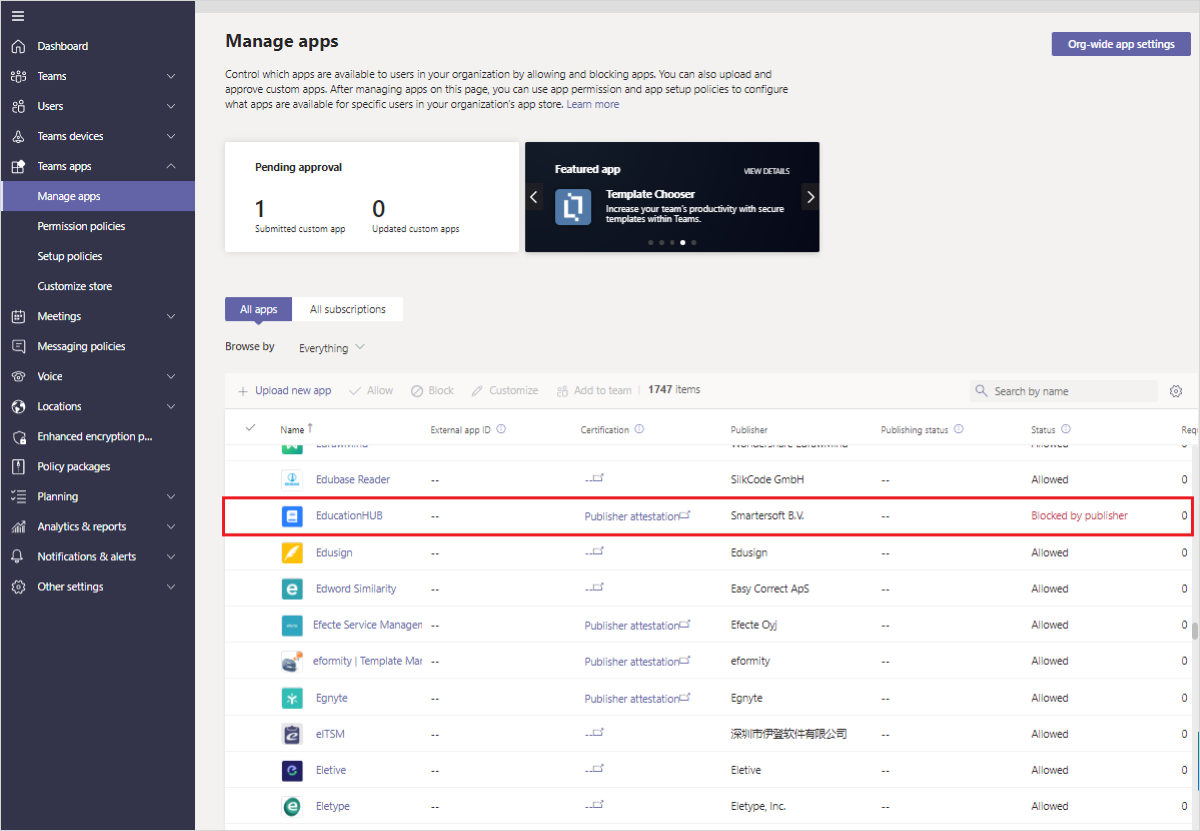 Dashboard
Teams
Users
Teams devices
Teams apps
Manage apps
Permission policies
Setup policies
Customize store
Meetings
Messaging policies
Voice
Locations
Enhanced encryption p...
Policy packages
Planning
Analytics & reports
Notifications & alerts
Other settings
Manage apps
Org-wide app settings
Control which apps are available to users in your organization by allowing and blocking apps. You can also upload and
approve custom apps. After managing apps on this page, you can use app permission and app setup policies to configure
what apps are available for specific users in your organization's app store. Learn more
Pending approval
1 0
Submitted custom app Updated custom apps
Featured app VIEW DETAILS
Template Chooser
Increase your team's productivity with secure
templates within Teams.
All apps All subscriptions
Browse by Everything
Upload new app Allow Block Customize Add to team 1747 items Search by name
Name External app ID Certification Publisher Publishing status Status Requ
EdrawMind Wondershare EdrawMind
Edubase Reader -- -- SilkCode GmbH -- Allowed 0
EducationHUB -- Publisher attestation Smartersoft B.V. -- Blocked by publisher 0
Edusign -- -- Edusign -- Allowed 0
Edword Similarity -- -- Easy Correct ApS -- Allowed 0
Efecte Service Managem -- Publisher attestation Efecte Oyj -- Allowed 0
eformity | Template Mar -- Publisher attestation eformity -- Allowed 0
Egnyte -- Publisher attestation Egnyte -- Allowed 0
eITSM -- -- 深圳市伊登软件有限公司 -- Allowed 0
Eletive -- -- Eletive -- Allowed 0
Eletype -- -- Eletype, Inc. -- Allowed 0